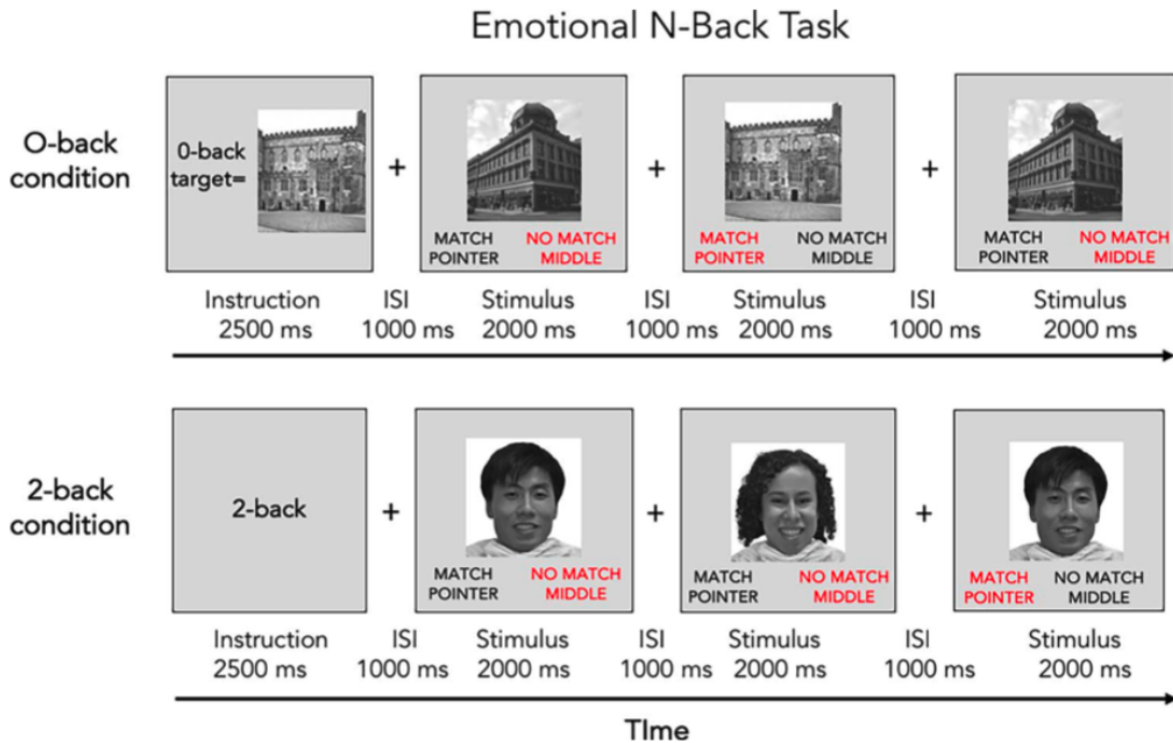 Emotional N-Back Task
O-back
condition
0-back
target=
+
MATCH
POINTER
NO MATCH
MIDDLE
+
MATCH
POINTER
NO MATCH
MIDDLE
+
MATCH
POINTER
NO MATCH
MIDDLE
Instruction
2500 ms
ISI
1000 ms
Stimulus
2000 ms
ISI
1000 ms
Stimulus
2000 ms
ISI
1000 ms
Stimulus
2000 ms
2-back
condition
2-back
+
MATCH
POINTER
NO MATCH
MIDDLE
+
MATCH
POINTER
NO MATCH
MIDDLE
+
MATCH
POINTER
NO MATCH
MIDDLE
Instruction
2500 ms
ISI
1000 ms
Stimulus
2000 ms
ISI
1000 ms
Stimulus
2000 ms
ISI
1000 ms
Stimulus
2000 ms
TIme